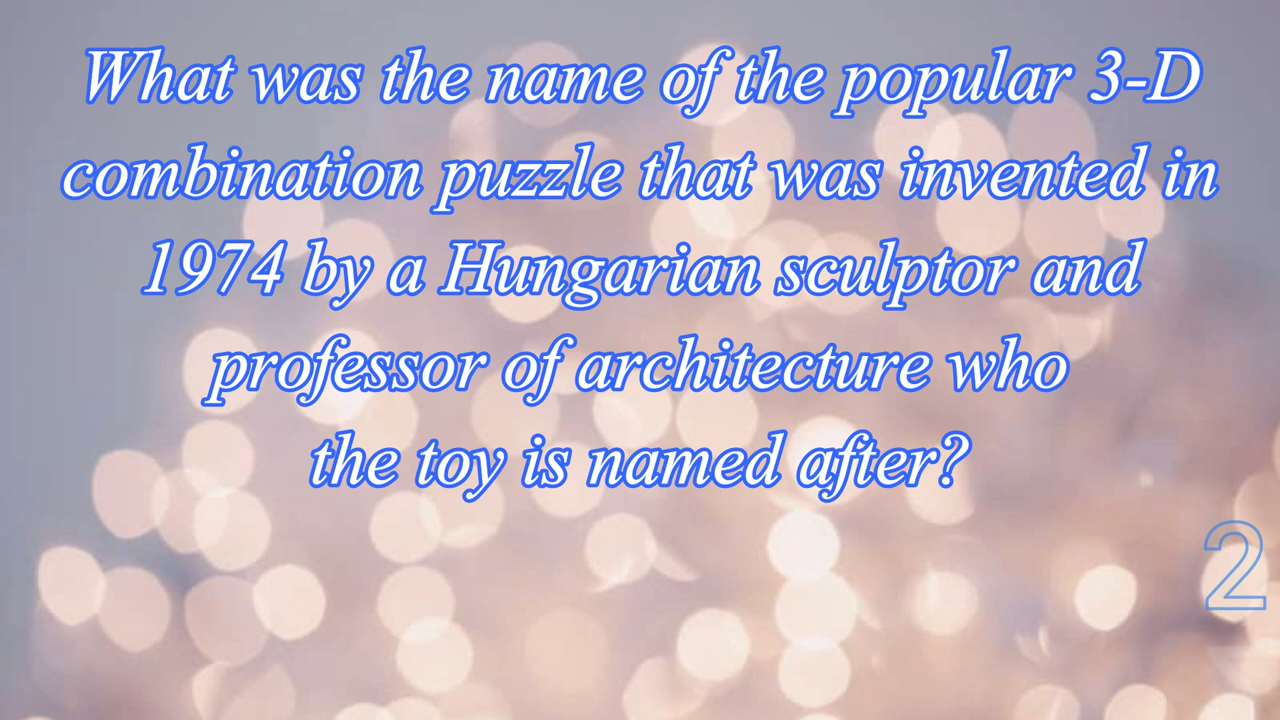 What was the name of the popular 3-D
combination puzzle that was invented in
1974 by a Hungarian sculptor and
professor of architecture who
the toy is named after?
2